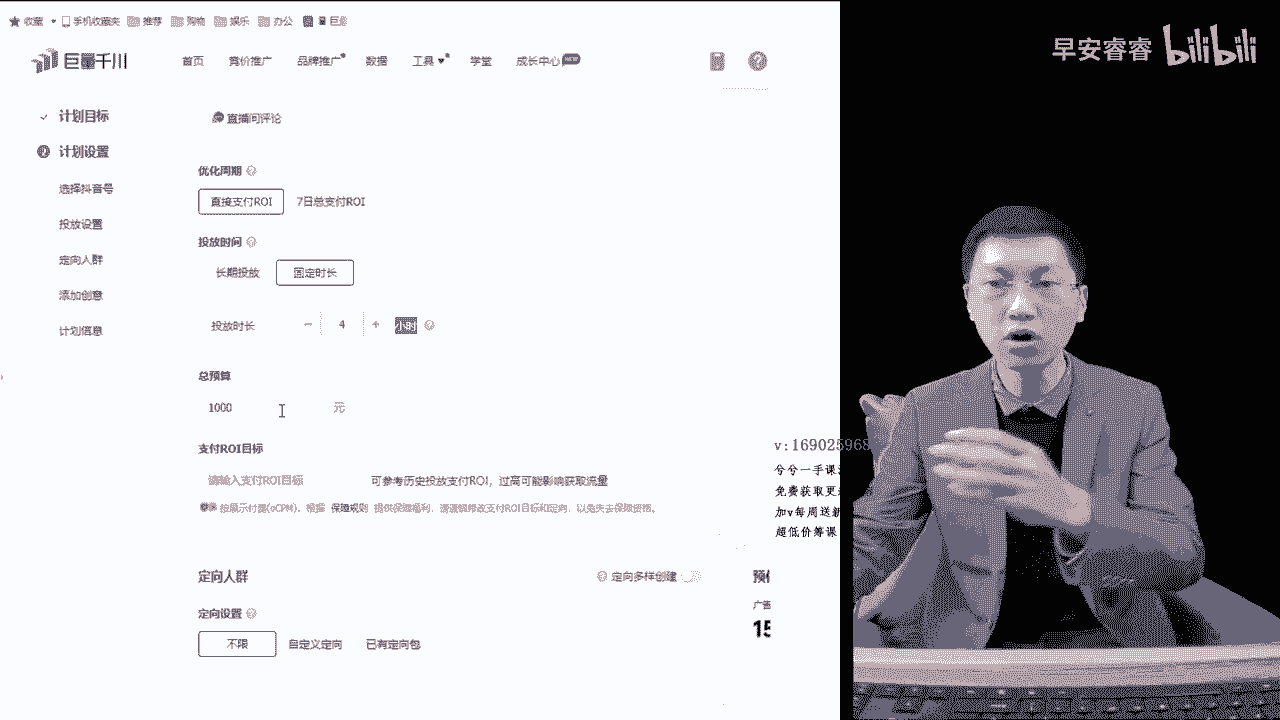 收藏 手机收藏夹 推荐 购物 娱乐 办公
巨量千川 首页 竞价推广 品牌推广 数据 工具 学堂 成长中心 NEW
早安睿睿 bilibili
计划目标
计划设置
选择抖音号
投放设置
定向人群
添加创意
计划信息
直播间评论
优化周期
直接支付ROI 7日总支付ROI
投放时间
长期投放 固定时长
投放时长 - 4 + 小时
总预算
1000 元
支付ROI目标
请输入支付ROI目标 可参考历史投放支付ROI，过高可能影响获取流量
按展示付费(oCPM)，根据 保障规则 提供保障福利，请谨慎修改支付ROI目标和定向，以免失去保障资格。
定向人群 定向多样创建
定向设置
不限 自定义定向 已有定向包
广告
15
v:169025968
兮兮一手课
免费获取更
加v每周送
超低价筹课